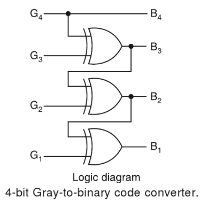 G4 B4
G3 B3
G2 B2
G1 B1
Logic diagram
4-bit Gray-to-binary code converter.